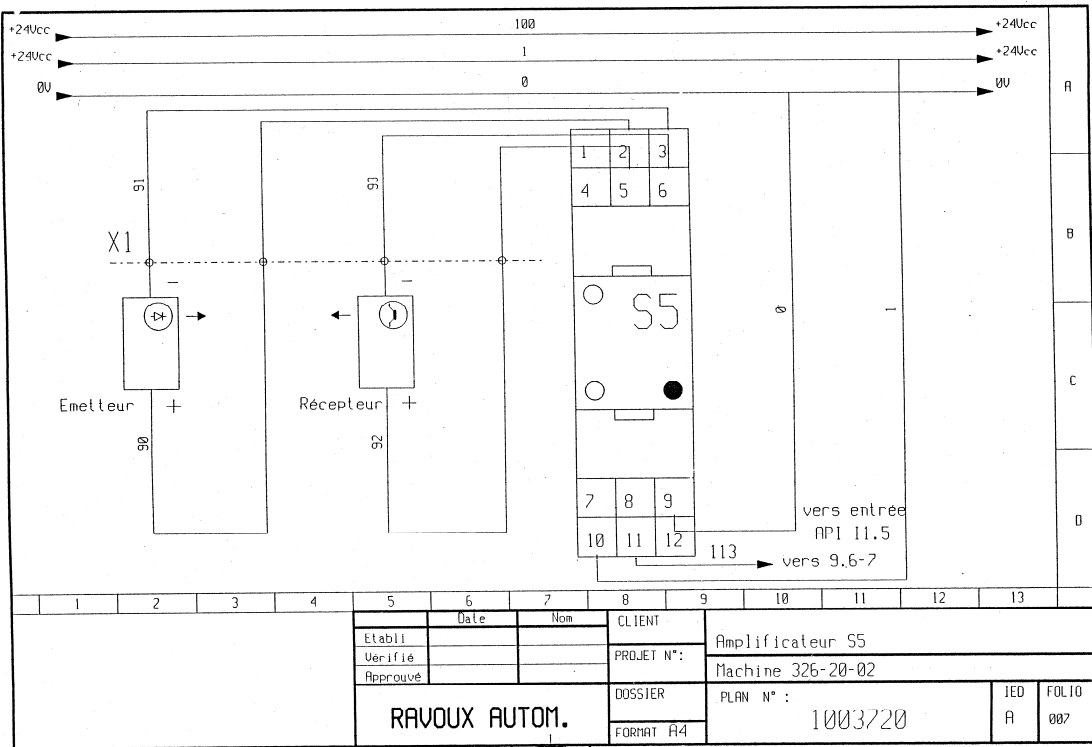 +24Vcc 100 +24Vcc
+24Vcc 1 +24Vcc
0V 0 0V
A
1 2 3
4 5 6
91
93
X1
B
-
-
S5
0
1
C
Emetteur +
Récepteur +
90
92
7 8 9
10 11 12
vers entrée
API I1.5
D
113
vers 9.6-7
1 2 3 4 5 6 7 8 9 10 11 12 13
Date Nom
Etabli
Vérifié
Approuvé
CLIENT
PROJET N°:
Amplificateur S5
Machine 326-20-02
RAVOUX AUTOM.
DOSSIER
FORMAT A4
PLAN N° :
1003720
IED
A
FOLIO
007